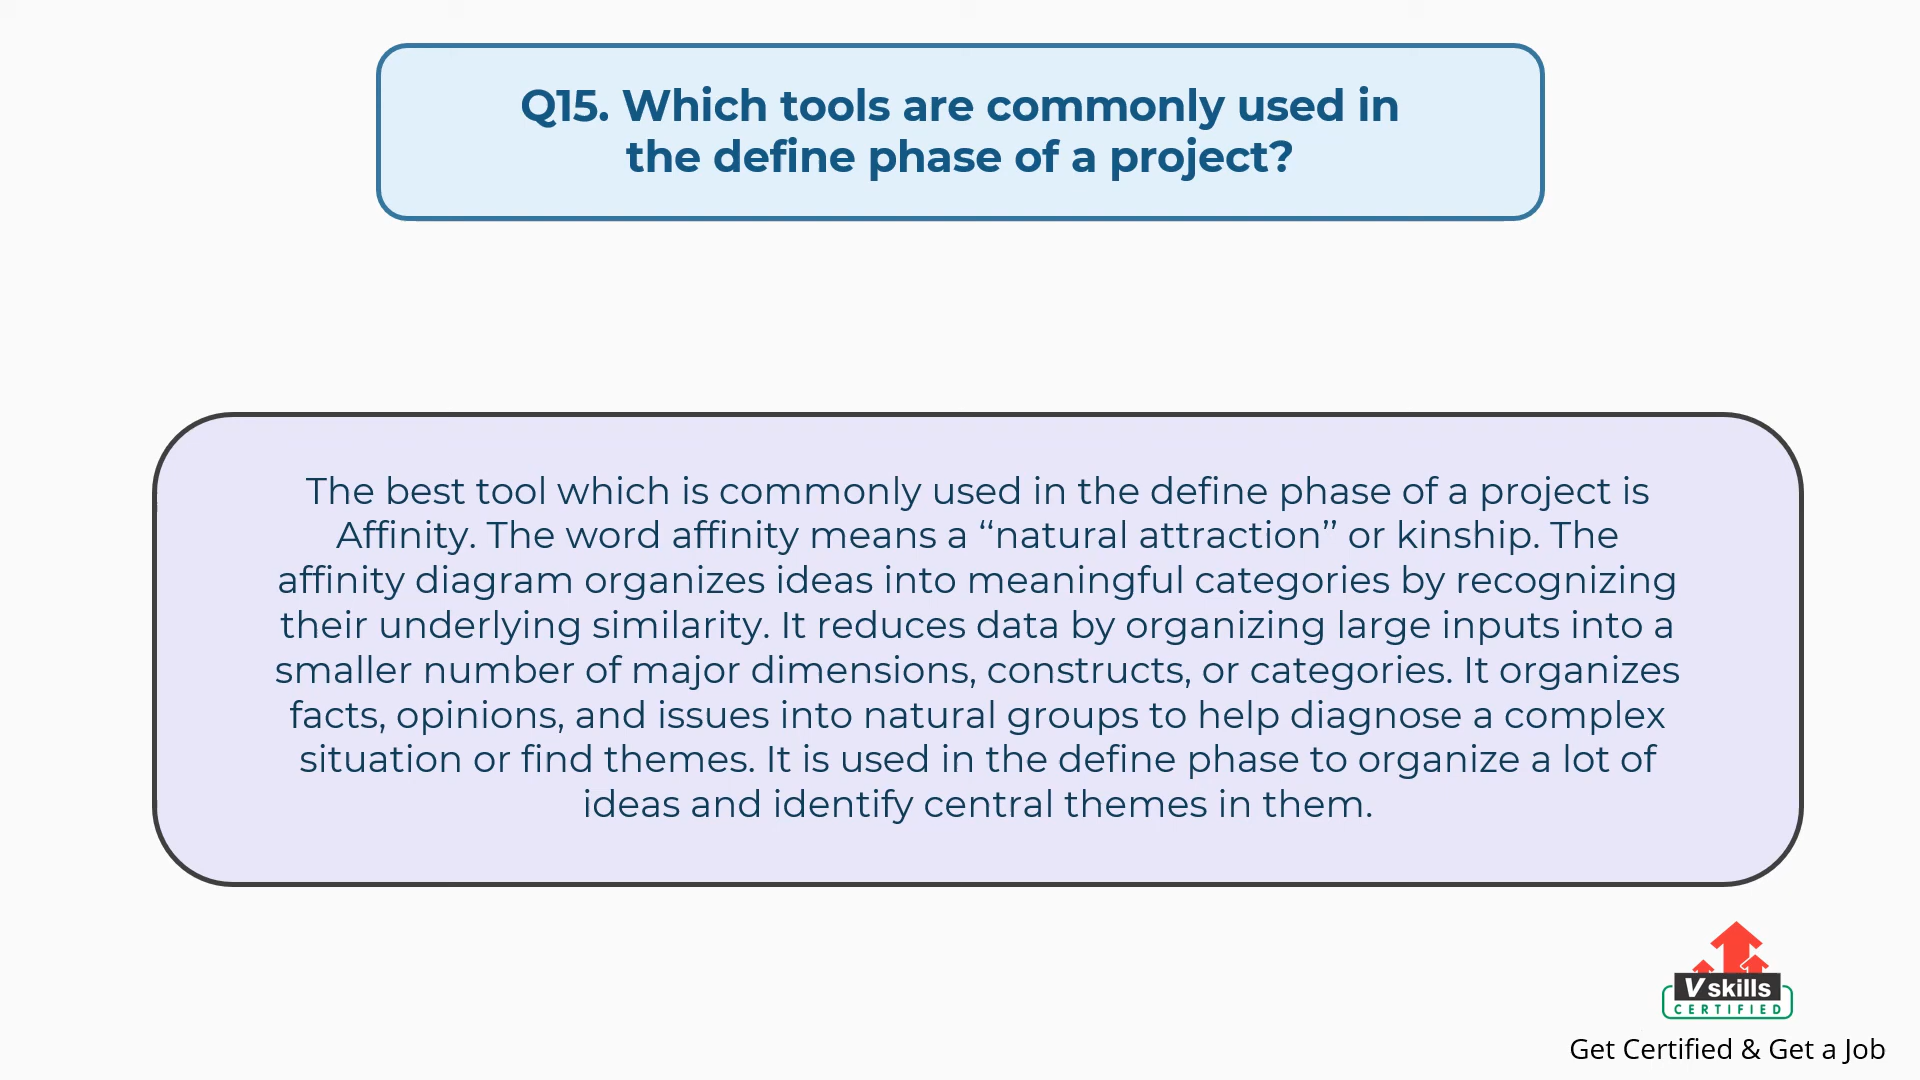 Q15. Which tools are commonly used in
the define phase of a project?
The best tool which is commonly used in the define phase of a project is
Affinity. The word affinity means a “natural attraction” or kinship. The
affinity diagram organizes ideas into meaningful categories by recognizing
their underlying similarity. It reduces data by organizing large inputs into a
smaller number of major dimensions, constructs, or categories. It organizes
facts, opinions, and issues into natural groups to help diagnose a complex
situation or find themes. It is used in the define phase to organize a lot of
ideas and identify central themes in them.
Vskills
CERTIFIED
Get Certified & Get a Job